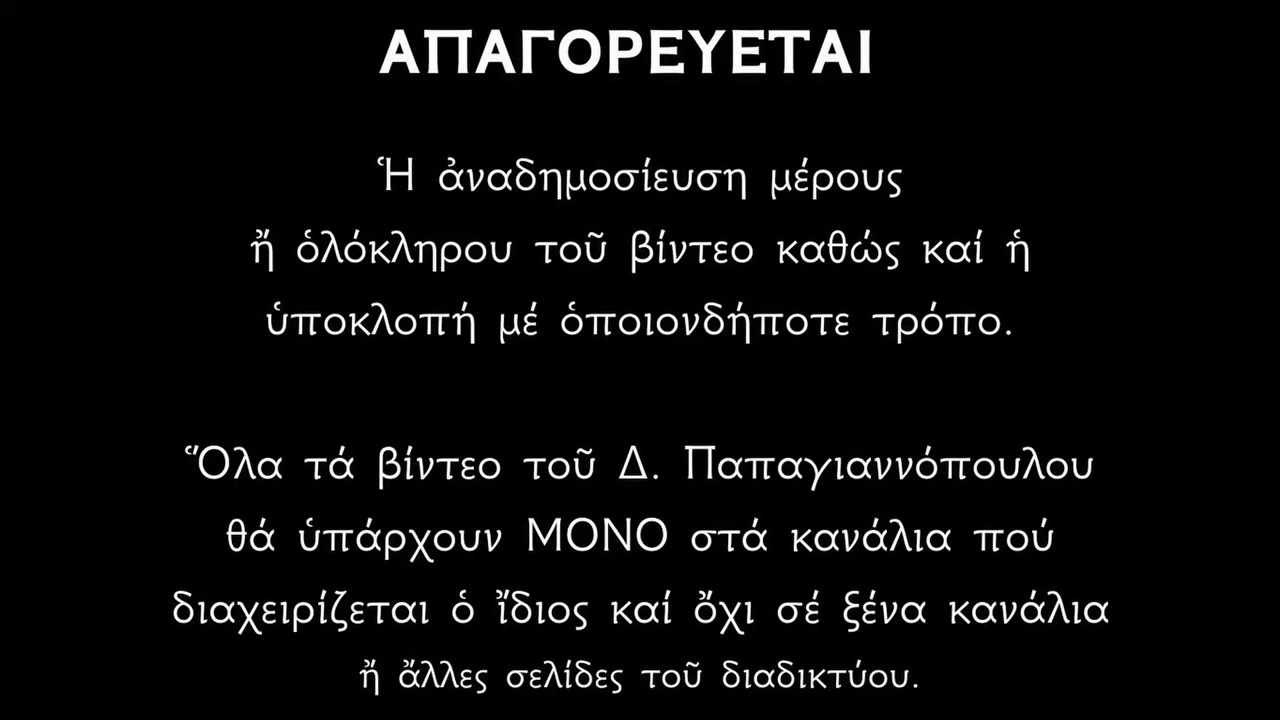 ΑΠΑΓΟΡΕΥΕΤΑΙ
Ἡ ἀναδημοσίευση μέρους
ἤ ὁλόκληρου τοῦ βίντεο καθώς καί ἡ
ὑποκλοπή μέ ὁποιονδήποτε τρόπο.
Ὅλα τά βίντεο τοῦ Δ. Παπαγιαννόπουλου
θά ὑπάρχουν ΜΟΝΟ στά κανάλια πού
διαχειρίζεται ὁ ἴδιος καί ὄχι σέ ξένα κανάλια
ἤ ἄλλες σελίδες τοῦ διαδικτύου.